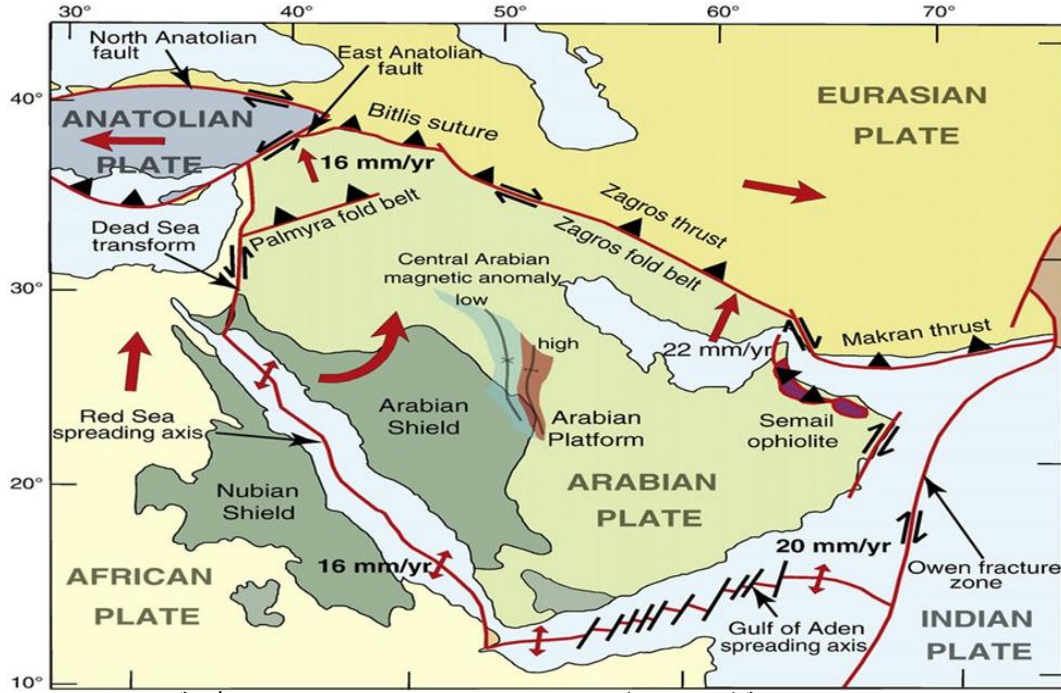 30°
40°
50°
60°
70°
North Anatolian
fault
East Anatolian
fault
40°
ANATOLIAN
PLATE
Bitlis suture
EURASIAN
PLATE
16 mm/yr
Dead Sea
transform
Palmyra fold belt
Zagros thrust
Zagros fold belt
Central Arabian
magnetic anomaly
low
high
30°
22 mm/yr
Makran thrust
Red Sea
spreading axis
Arabian
Shield
Arabian
Platform
Semail
ophiolite
20°
Nubian
Shield
ARABIAN
PLATE
16 mm/yr
20 mm/yr
AFRICAN
PLATE
Owen fracture
zone
Gulf of Aden
spreading axis
INDIAN
PLATE
10°
40°
50°
60°